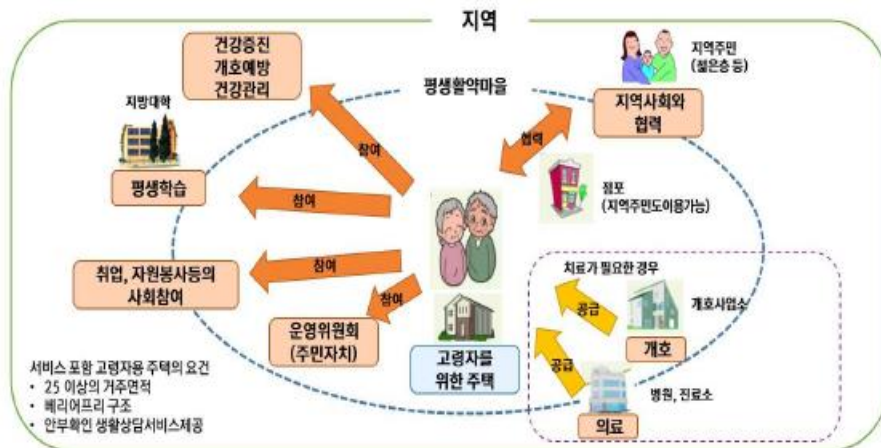 지역
건강증진
개호예방
건강관리
지역주민
(젊은층 등)
평생활약마을
지역사회와
협력
지방대학
평생학습
참여
협력
점포
(지역주민도이용가능)
참여
취업, 자원봉사등의
사회참여
참여
참여
운영위원회
(주민자치)
고령자를
위한 주택
치료가 필요한 경우
공급
개호사업소
개호
공급
병원, 진료소
의료
서비스 포함 고령자용 주택의 요건
• 25 이상의 거주면적
• 베리어프리 구조
• 안부확인 생활상담서비스제공